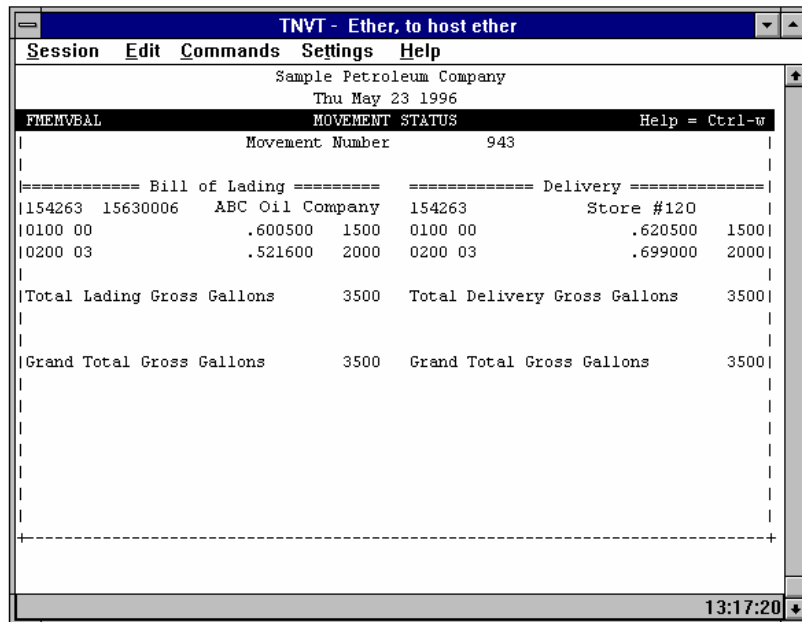 TNVT - Ether, to host ether
Session Edit Commands Settings Help
Sample Petroleum Company
Thu May 23 1996
FMEMVBAL MOVEMENT STATUS Help = Ctrl-w
Movement Number 943
============ Bill of Lading ========= ============= Delivery ==============
154263 15630006 ABC Oil Company 154263 Store #120
0100 00 .600500 1500 0100 00 .620500 1500
0200 03 .521600 2000 0200 03 .699000 2000
Total Lading Gross Gallons 3500 Total Delivery Gross Gallons 3500
Grand Total Gross Gallons 3500 Grand Total Gross Gallons 3500
13:17:20